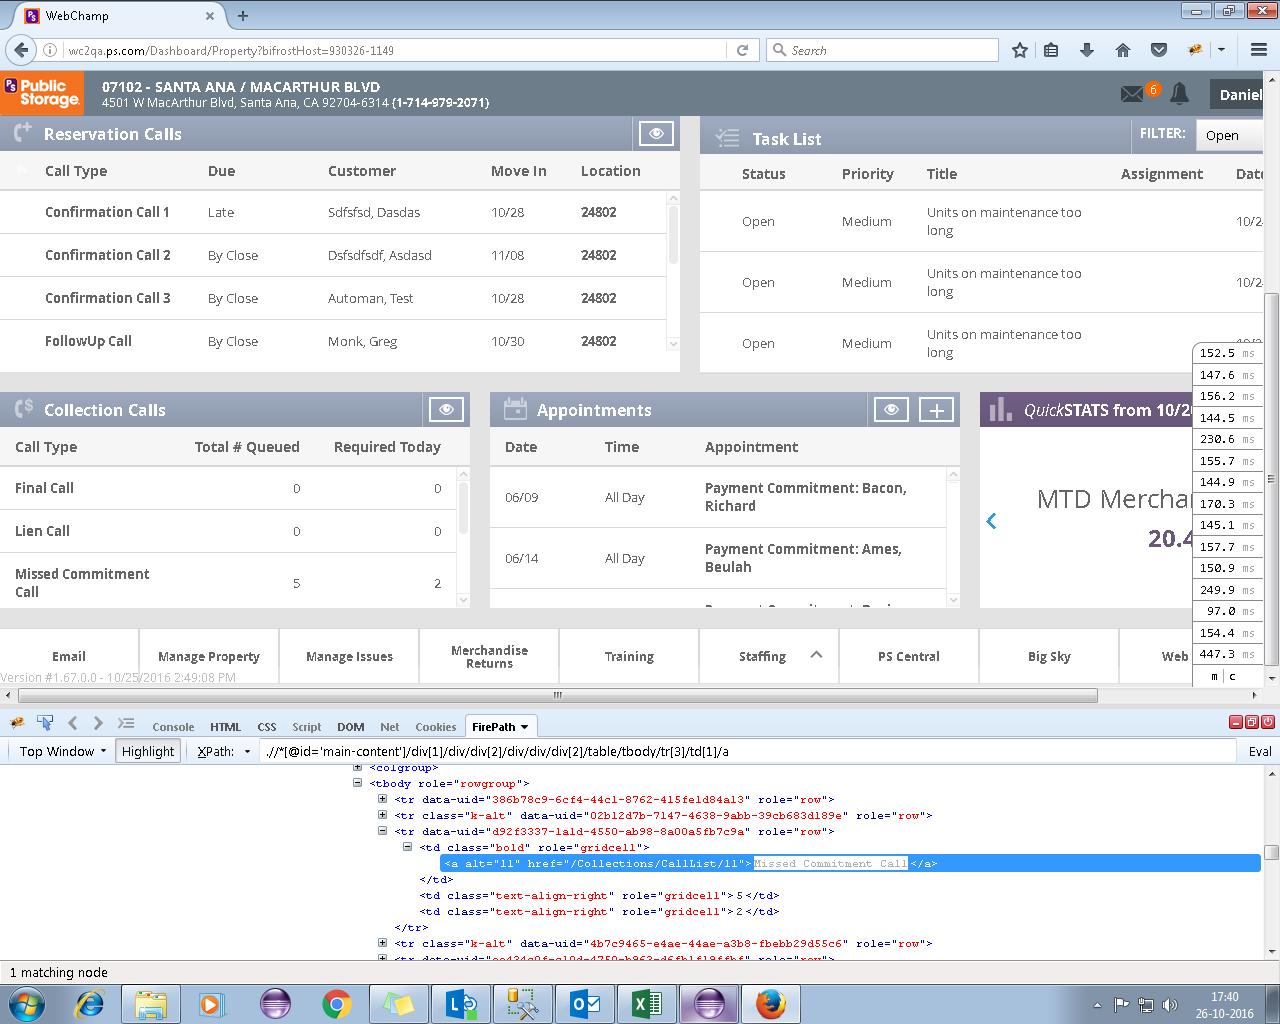 WebChamp
wc2qa.ps.com/Dashboard/Property?bifrostHost=930326-1149
Search
PS Public Storage.
07102 - SANTA ANA / MACARTHUR BLVD
4501 W MacArthur Blvd, Santa Ana, CA 92704-6314 (1-714-979-2071)
6
Daniel
Reservation Calls
Call Type Due Customer Move In Location
Confirmation Call 1 Late Sdfsfsd, Dasdas 10/28 24802
Confirmation Call 2 By Close Dsfsdfsdf, Asdasd 11/08 24802
Confirmation Call 3 By Close Automan, Test 10/28 24802
FollowUp Call By Close Monk, Greg 10/30 24802
Task List FILTER: Open
Status Priority Title Assignment Date
Open Medium Units on maintenance too long 10/2
Open Medium Units on maintenance too long 10/2
Open Medium Units on maintenance too long
Collection Calls
Call Type Total # Queued Required Today
Final Call 0 0
Lien Call 0 0
Missed Commitment Call 5 2
Appointments
Date Time Appointment
06/09 All Day Payment Commitment: Bacon, Richard
06/14 All Day Payment Commitment: Ames, Beulah
QuickSTATS from 10/2
MTD Mercha
20.4
152.5 ms
147.6 ms
156.2 ms
144.5 ms
230.6 ms
155.7 ms
144.9 ms
170.3 ms
145.1 ms
157.7 ms
150.9 ms
249.9 ms
97.0 ms
154.4 ms
447.3 ms
m c
Email Manage Property Manage Issues Merchandise Returns Training Staffing PS Central Big Sky Web
Version #1.67.0.0 - 10/25/2016 2:49:08 PM
Console HTML CSS Script DOM Net Cookies FirePath
Top Window Highlight XPath: .//*[@id='main-content']/div[1]/div/div[2]/div/div/div[2]/table/tbody/tr[3]/td[1]/a Eval
<colgroup>
<tbody role="rowgroup">
<tr data-uid="386b78c9-6cf4-44c1-8762-415fe1d84a13" role="row">
<tr class="k-alt" data-uid="02b12d7b-7147-4638-9abb-39cb683d189e" role="row">
<tr data-uid="d92f3337-1a1d-4550-ab98-8a00a5fb7c9a" role="row">
<td class="bold" role="gridcell">
<a alt="11" href="/Collections/CallList/11">Missed Commitment Call</a>
</td>
<td class="text-align-right" role="gridcell">5</td>
<td class="text-align-right" role="gridcell">2</td>
</tr>
<tr class="k-alt" data-uid="4b7c9465-e4ae-44ae-a3b8-fbebb29d55c6" role="row">
1 matching node
17:40
26-10-2016